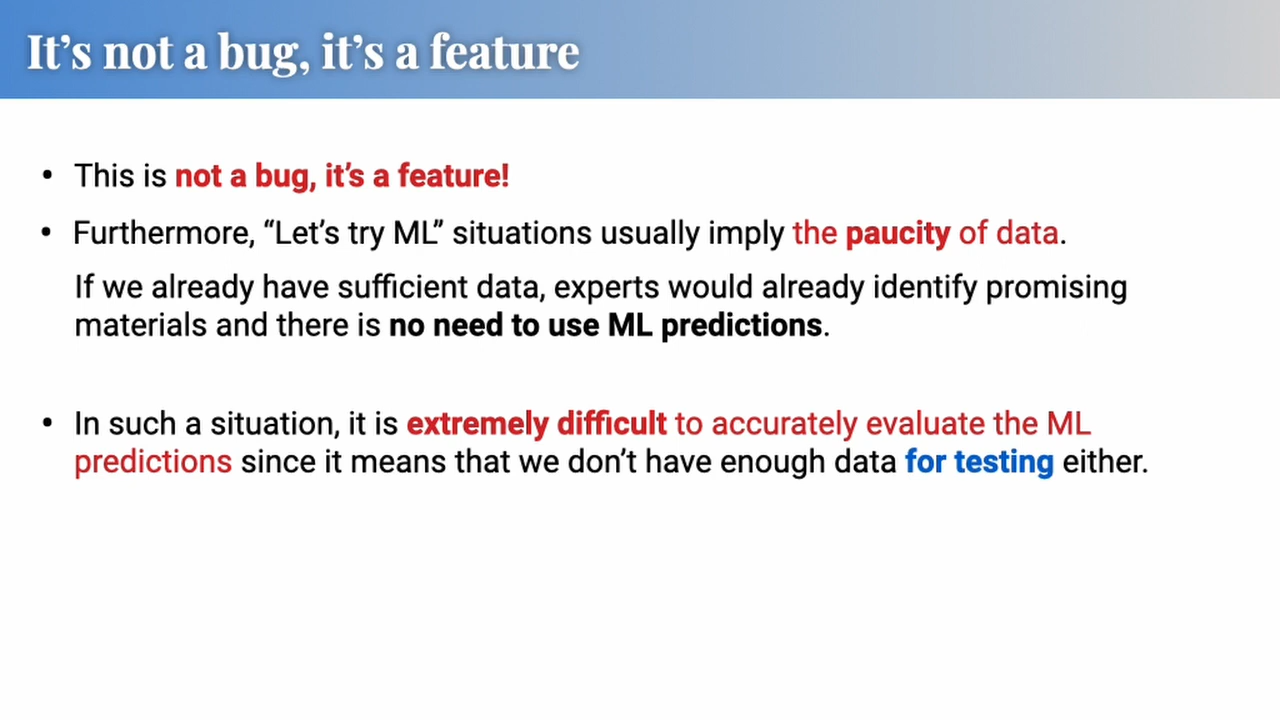 It’s not a bug, it’s a feature
• This is not a bug, it’s a feature!
• Furthermore, “Let’s try ML” situations usually imply the paucity of data.
If we already have sufficient data, experts would already identify promising
materials and there is no need to use ML predictions.
• In such a situation, it is extremely difficult to accurately evaluate the ML
predictions since it means that we don’t have enough data for testing either.